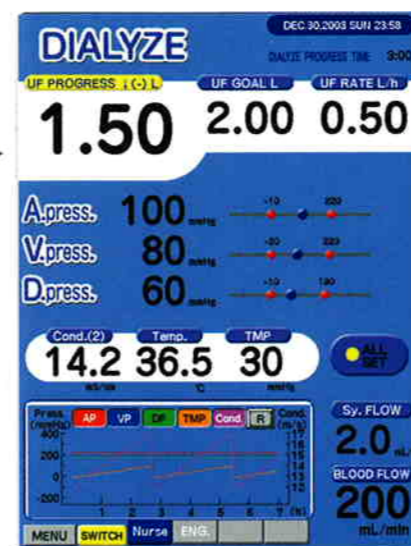 DEC.30,2003 SUN 23:58
DIALYZE
DIALYZE PROGRESS TIME 3:00
UF PROGRESS ↓(-) L UF GOAL L UF RATE L/h
1.50 2.00 0.50
A.press. 100 mmHg -10 220
V.press. 80 mmHg -20 220
D.press. 60 mmHg -10 190
Cond.(2) Temp. TMP
14.2 36.5 30
mS/cm ℃ mmHg
ALL SET
Press. (mmHg) AP VP DP TMP Cond. R Cond.
400 17
16
200 15
14
0 13
-200 12
1 2 3 4 5 6 7 (H)
Sy. FLOW
2.0
BLOOD FLOW
200
mL/min
MENU SWITCH Nurse ENG.